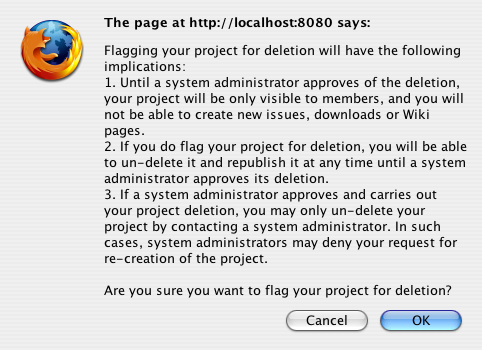 The page at http://localhost:8080 says:
Flagging your project for deletion will have the following
implications:
1. Until a system administrator approves of the deletion,
your project will be only visible to members, and you will
not be able to create new issues, downloads or Wiki
pages.
2. If you do flag your project for deletion, you will be able
to un-delete it and republish it at any time until a system
administrator approves its deletion.
3. If a system administrator approves and carries out
your project deletion, you may only un-delete your
project by contacting a system administrator. In such
cases, system administrators may deny your request for
re-creation of the project.
Are you sure you want to flag your project for deletion?
Cancel OK